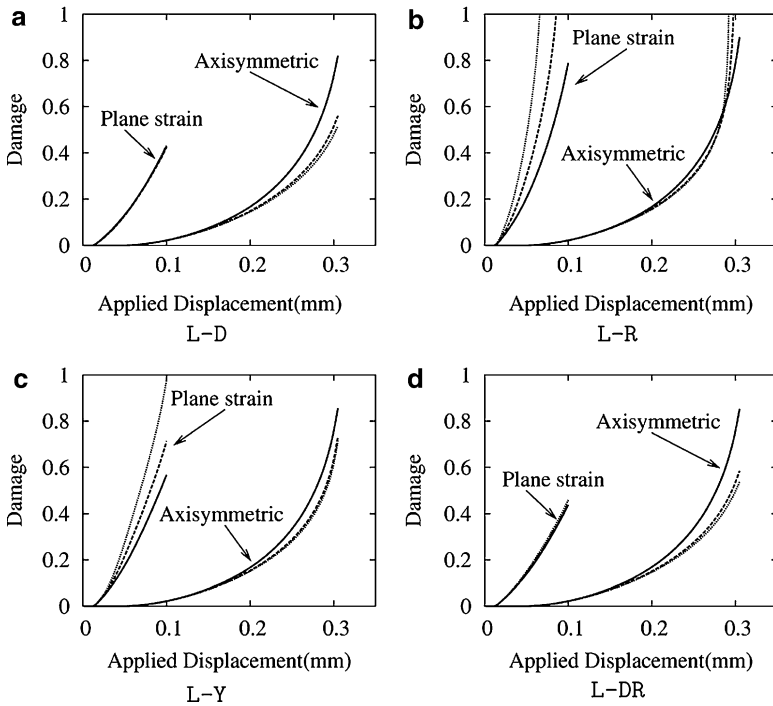 a
1
0.8
0.6
0.4
0.2
0
Damage
Axisymmetric
Plane strain
0 0.1 0.2 0.3
Applied Displacement(mm)
L-D
b
1
0.8
0.6
0.4
0.2
0
Damage
Plane strain
Axisymmetric
0 0.1 0.2 0.3
Applied Displacement(mm)
L-R
c
1
0.8
0.6
0.4
0.2
0
Damage
Plane strain
Axisymmetric
0 0.1 0.2 0.3
Applied Displacement(mm)
L-Y
d
1
0.8
0.6
0.4
0.2
0
Damage
Axisymmetric
Plane strain
0 0.1 0.2 0.3
Applied Displacement(mm)
L-DR